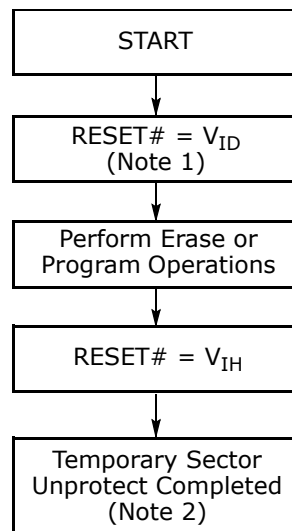 START
RESET# = VID
(Note 1)
Perform Erase or
Program Operations
RESET# = VIH
Temporary Sector
Unprotect Completed
(Note 2)